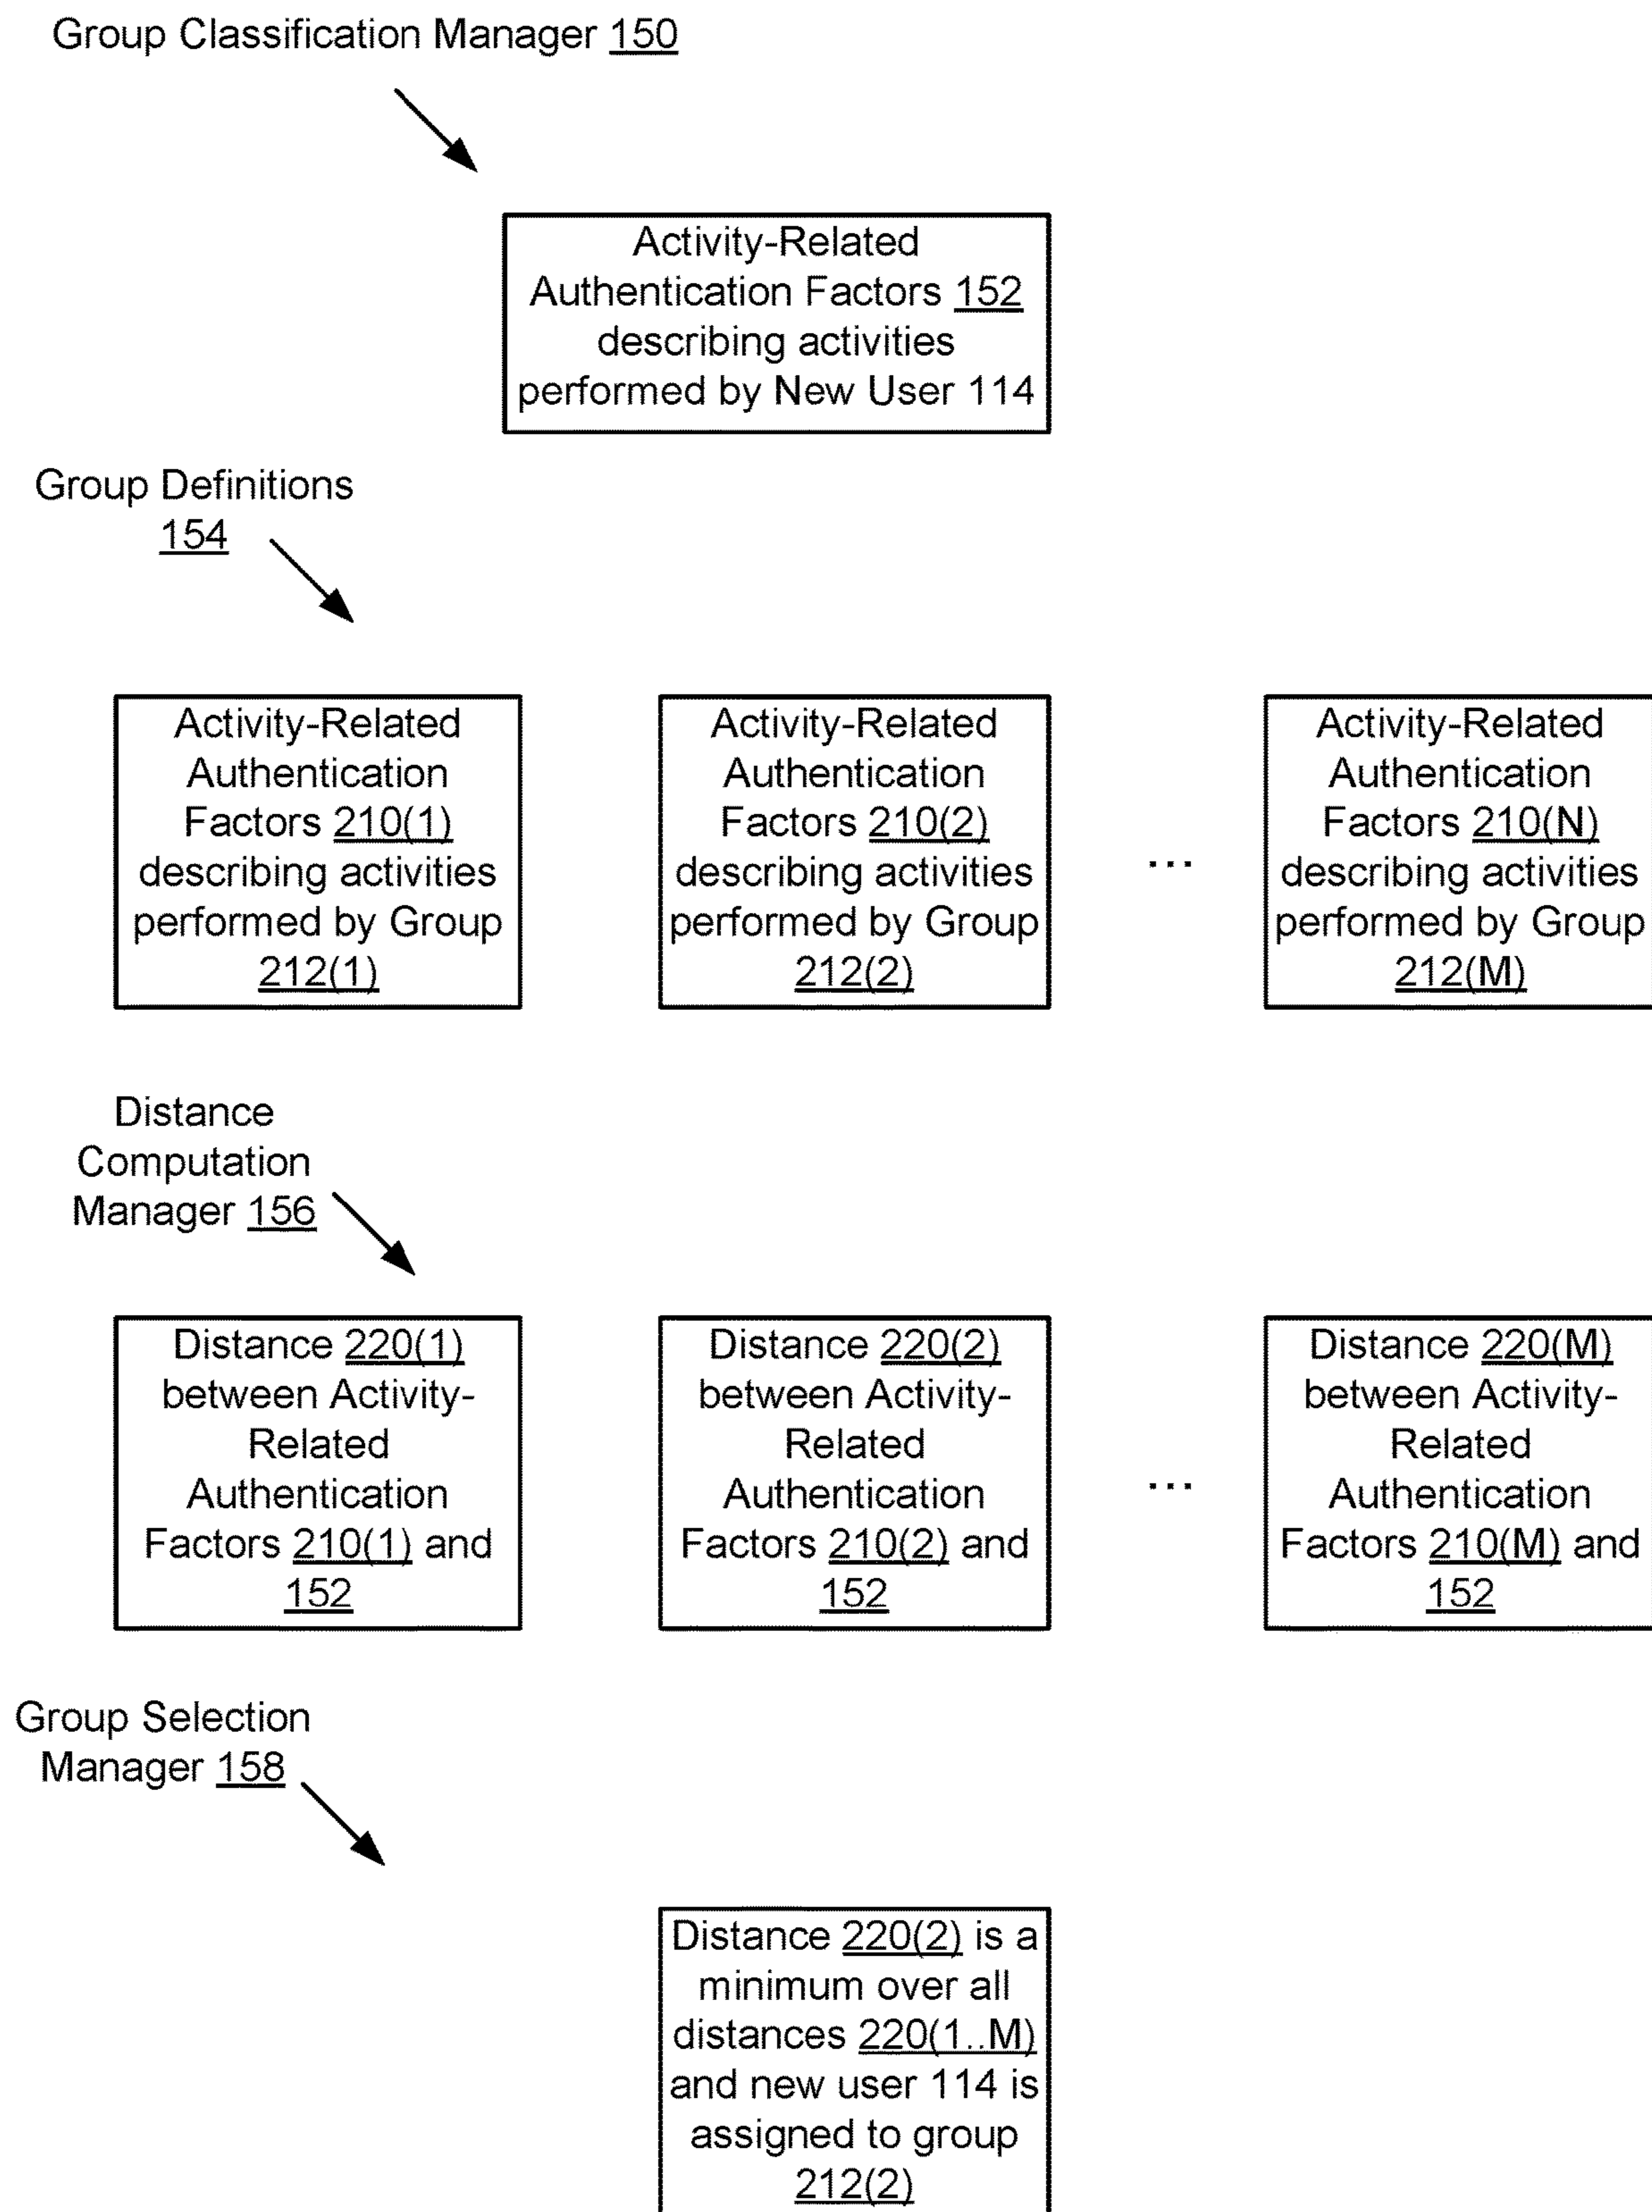 Group Classification Manager 150
Activity-Related
Authentication Factors 152
describing activities
performed by New User 114
Group Definitions
154
Activity-Related
Authentication
Factors 210(1)
describing activities
performed by Group
212(1)
Activity-Related
Authentication
Factors 210(2)
describing activities
performed by Group
212(2)
...
Activity-Related
Authentication
Factors 210(N)
describing activities
performed by Group
212(M)
Distance
Computation
Manager 156
Distance 220(1)
between Activity-
Related
Authentication
Factors 210(1) and
152
Distance 220(2)
between Activity-
Related
Authentication
Factors 210(2) and
152
...
Distance 220(M)
between Activity-
Related
Authentication
Factors 210(M) and
152
Group Selection
Manager 158
Distance 220(2) is a
minimum over all
distances 220(1..M)
and new user 114 is
assigned to group
212(2)